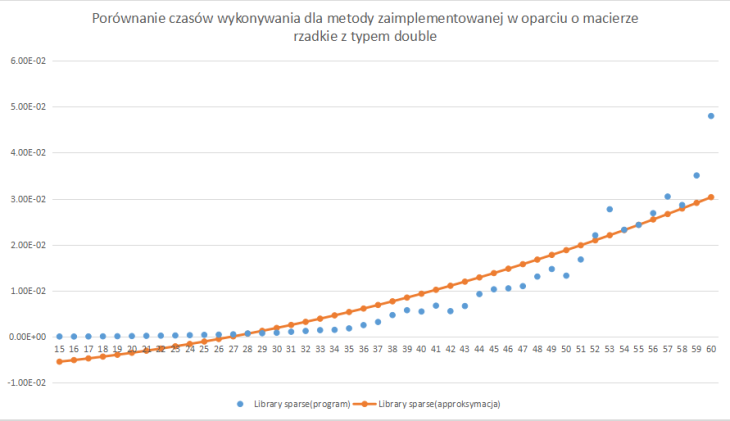 Porównanie czasów wykonywania dla metody zaimplementowanej w oparciu o macierze
rzadkie z typem double
6.00E-02
5.00E-02
4.00E-02
3.00E-02
2.00E-02
1.00E-02
0.00E+00
15 16 17 18 19 20 21 22 23 24 25 26 27 28 29 30 31 32 33 34 35 36 37 38 39 40 41 42 43 44 45 46 47 48 49 50 51 52 53 54 55 56 57 58 59 60
-1.00E-02
Library sparse(program) Library sparse(approksymacja)